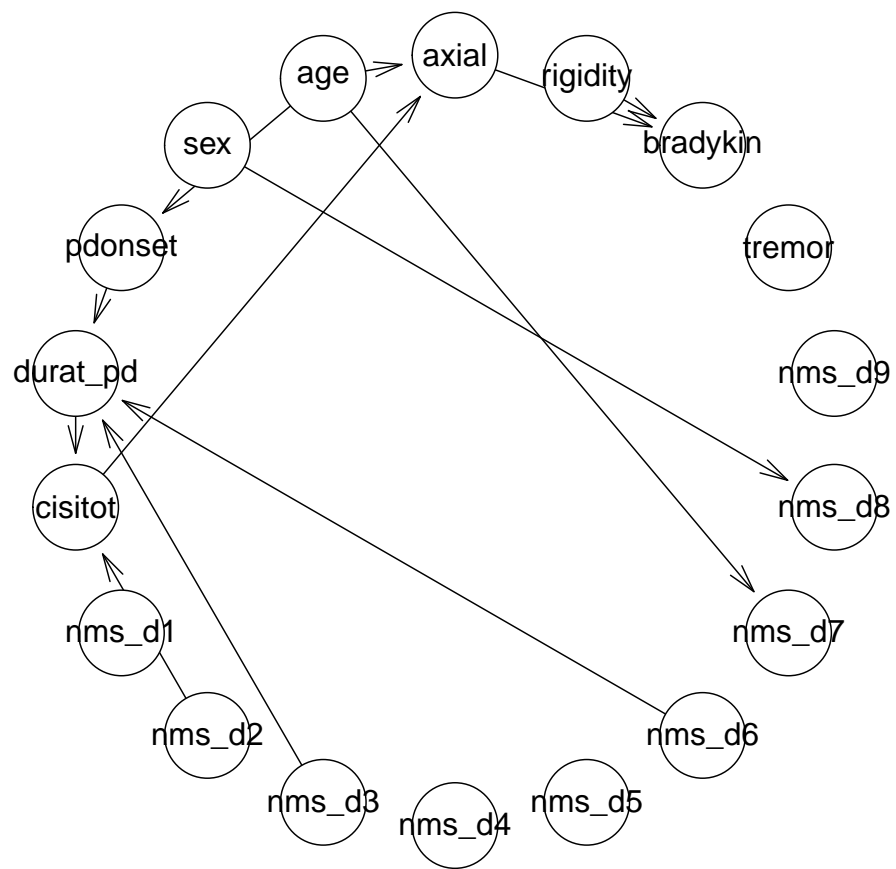 axial
age
rigidity
sex
bradykin
pdonset
tremor
durat_pd
nms_d9
cisitot
nms_d8
nms_d1
nms_d7
nms_d2
nms_d6
nms_d3
nms_d5
nms_d4